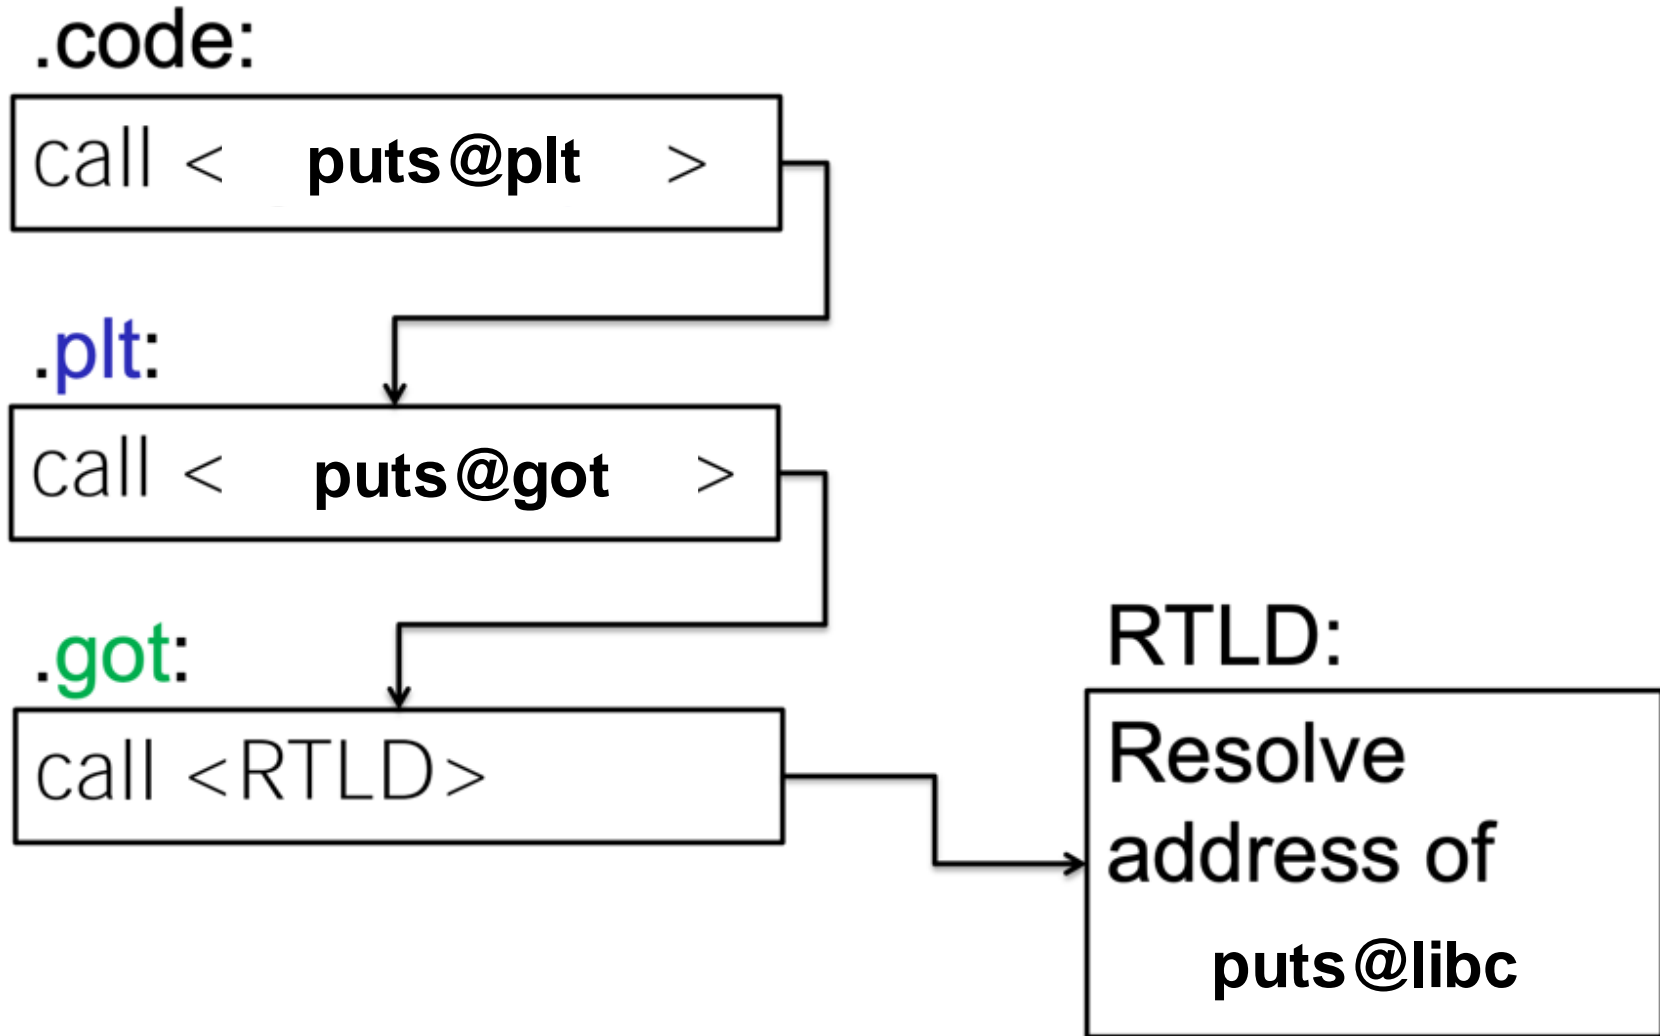 .code:
call < puts@plt >
.plt:
call < puts@got >
.got:
call <RTLD>
RTLD:
Resolve
address of
puts@libc